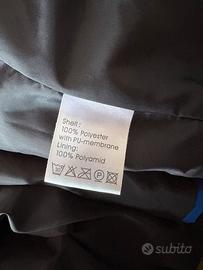 Shell :
100% Polyester
with PU-membrane
Lining:
100% Polyamid
subito